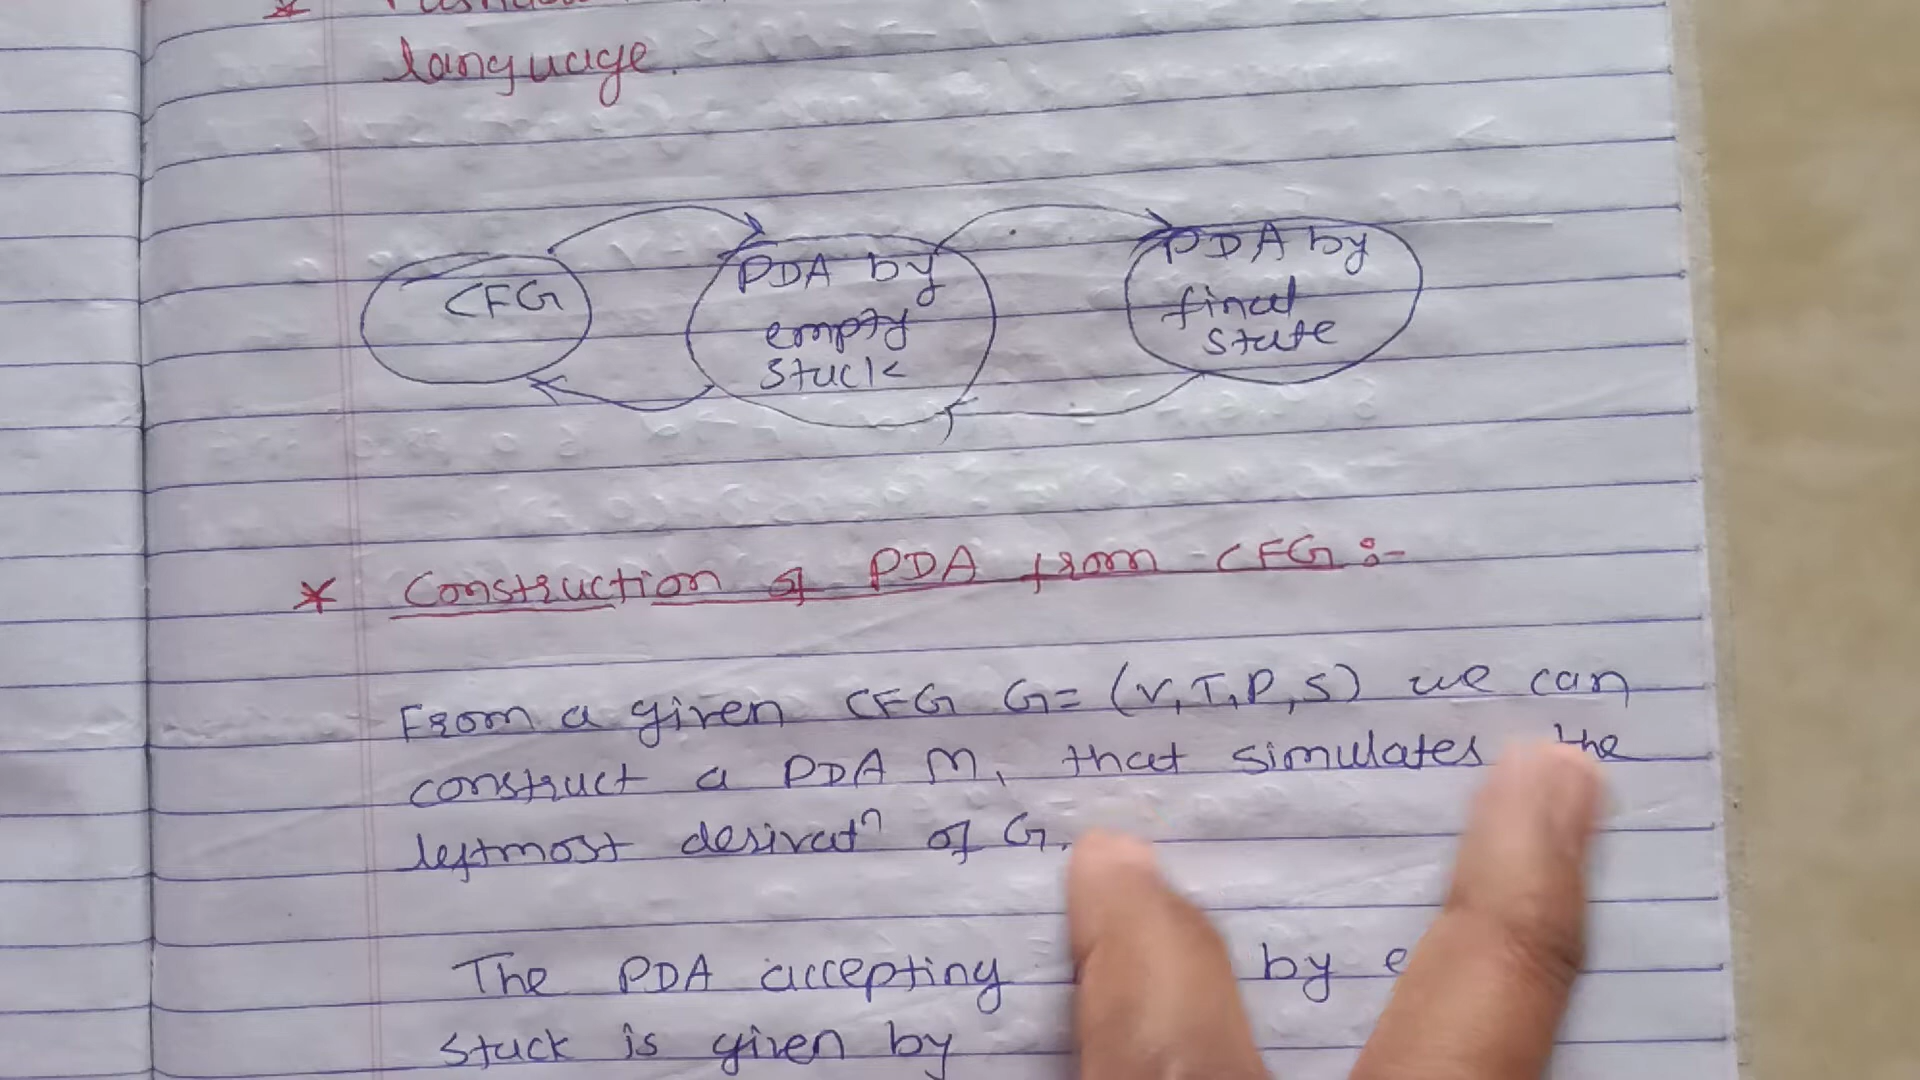 language.
CFG
PDA by
empty
stack
PDA by
final
state
* Construction of PDA from CFG :-
From a given CFG G = (V, T, P, S) we can
construct a PDA M, that simulates the
leftmost derivatⁿ of G.
The PDA accepting by
stack is given by